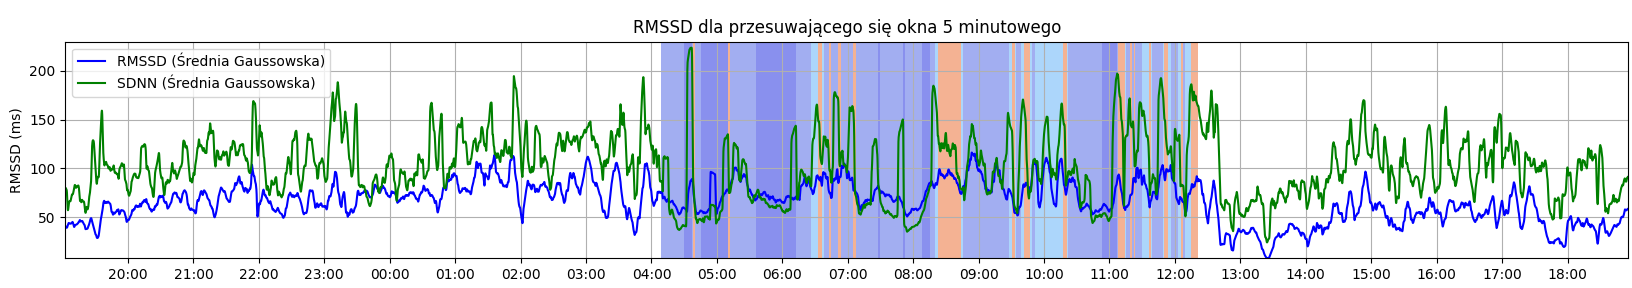 RMSSD dla przesuwającego się okna 5 minutowego
RMSSD (Średnia Gaussowska)
SDNN (Średnia Gaussowska)
RMSSD (ms)
200
150
100
50
20:00 21:00 22:00 23:00 00:00 01:00 02:00 03:00 04:00 05:00 06:00 07:00 08:00 09:00 10:00 11:00 12:00 13:00 14:00 15:00 16:00 17:00 18:00